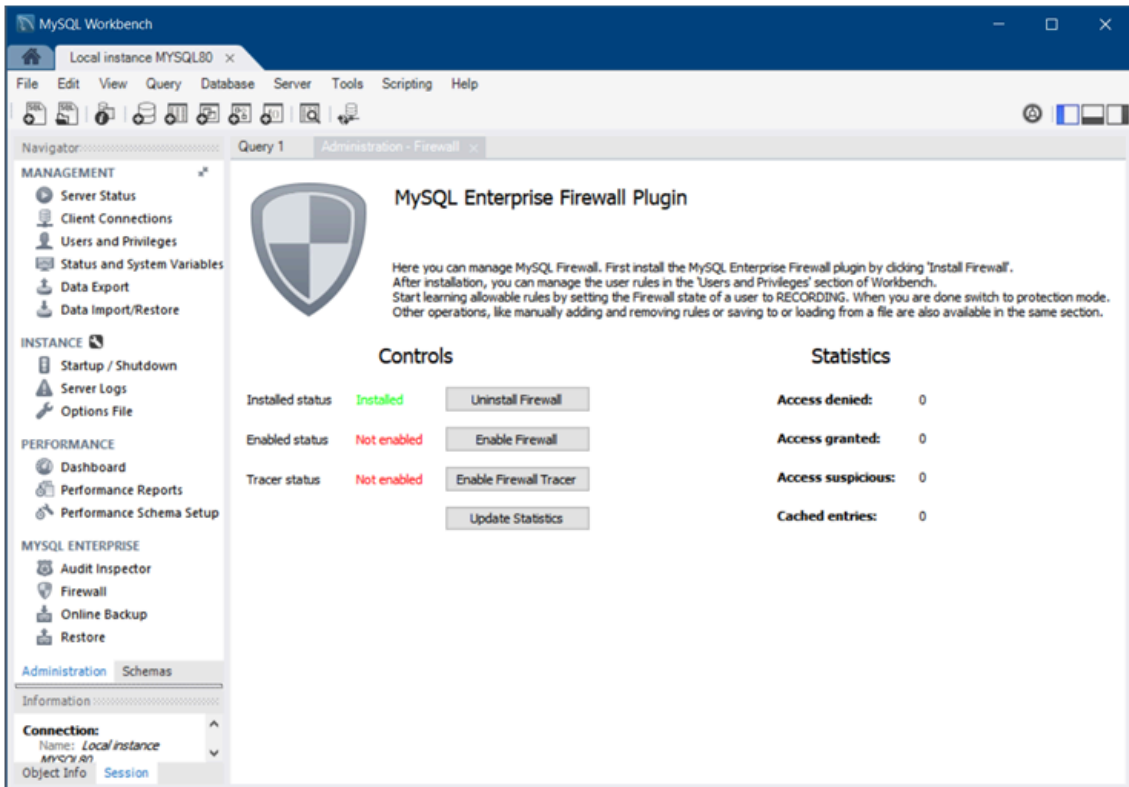 MySQL Workbench
Local instance MYSQL80
File Edit View Query Database Server Tools Scripting Help
Navigator
MANAGEMENT
Server Status
Client Connections
Users and Privileges
Status and System Variables
Data Export
Data Import/Restore
INSTANCE
Startup / Shutdown
Server Logs
Options File
PERFORMANCE
Dashboard
Performance Reports
Performance Schema Setup
MYSQL ENTERPRISE
Audit Inspector
Firewall
Online Backup
Restore
Administration Schemas
Information
Connection:
Name: Local instance
MYSQL80
Object Info Session
Query 1 Administration - Firewall
MySQL Enterprise Firewall Plugin
Here you can manage MySQL Firewall. First install the MySQL Enterprise Firewall plugin by clicking 'Install Firewall'.
After installation, you can manage the user rules in the 'Users and Privileges' section of Workbench.
Start learning allowable rules by setting the Firewall state of a user to RECORDING. When you are done switch to protection mode.
Other operations, like manually adding and removing rules or saving to or loading from a file are also available in the same section.
Controls
Installed status Installed Uninstall Firewall
Enabled status Not enabled Enable Firewall
Tracer status Not enabled Enable Firewall Tracer
Update Statistics
Statistics
Access denied: 0
Access granted: 0
Access suspicious: 0
Cached entries: 0